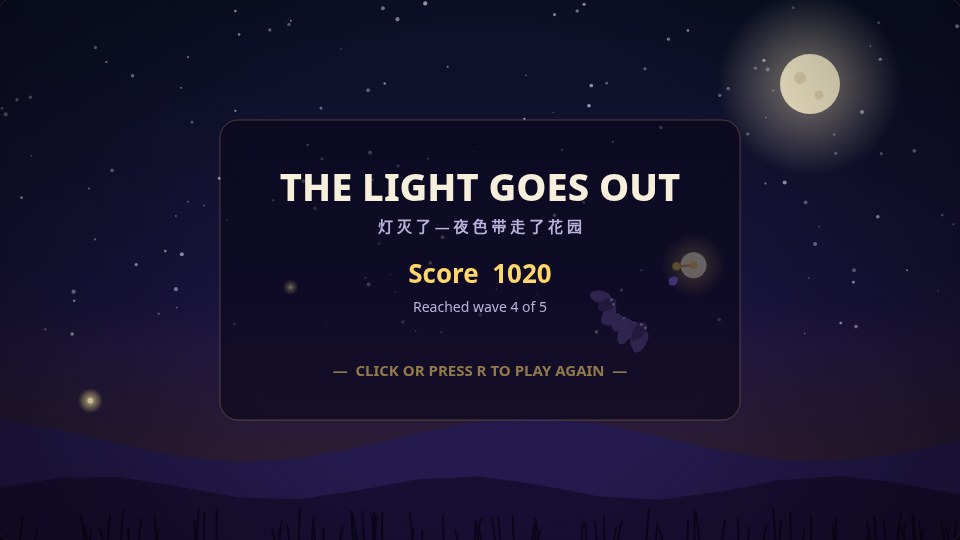 THE LIGHT GOES OUT
灯灭了—夜色带走了花园
Score 1020
Reached wave 4 of 5
— CLICK OR PRESS R TO PLAY AGAIN —